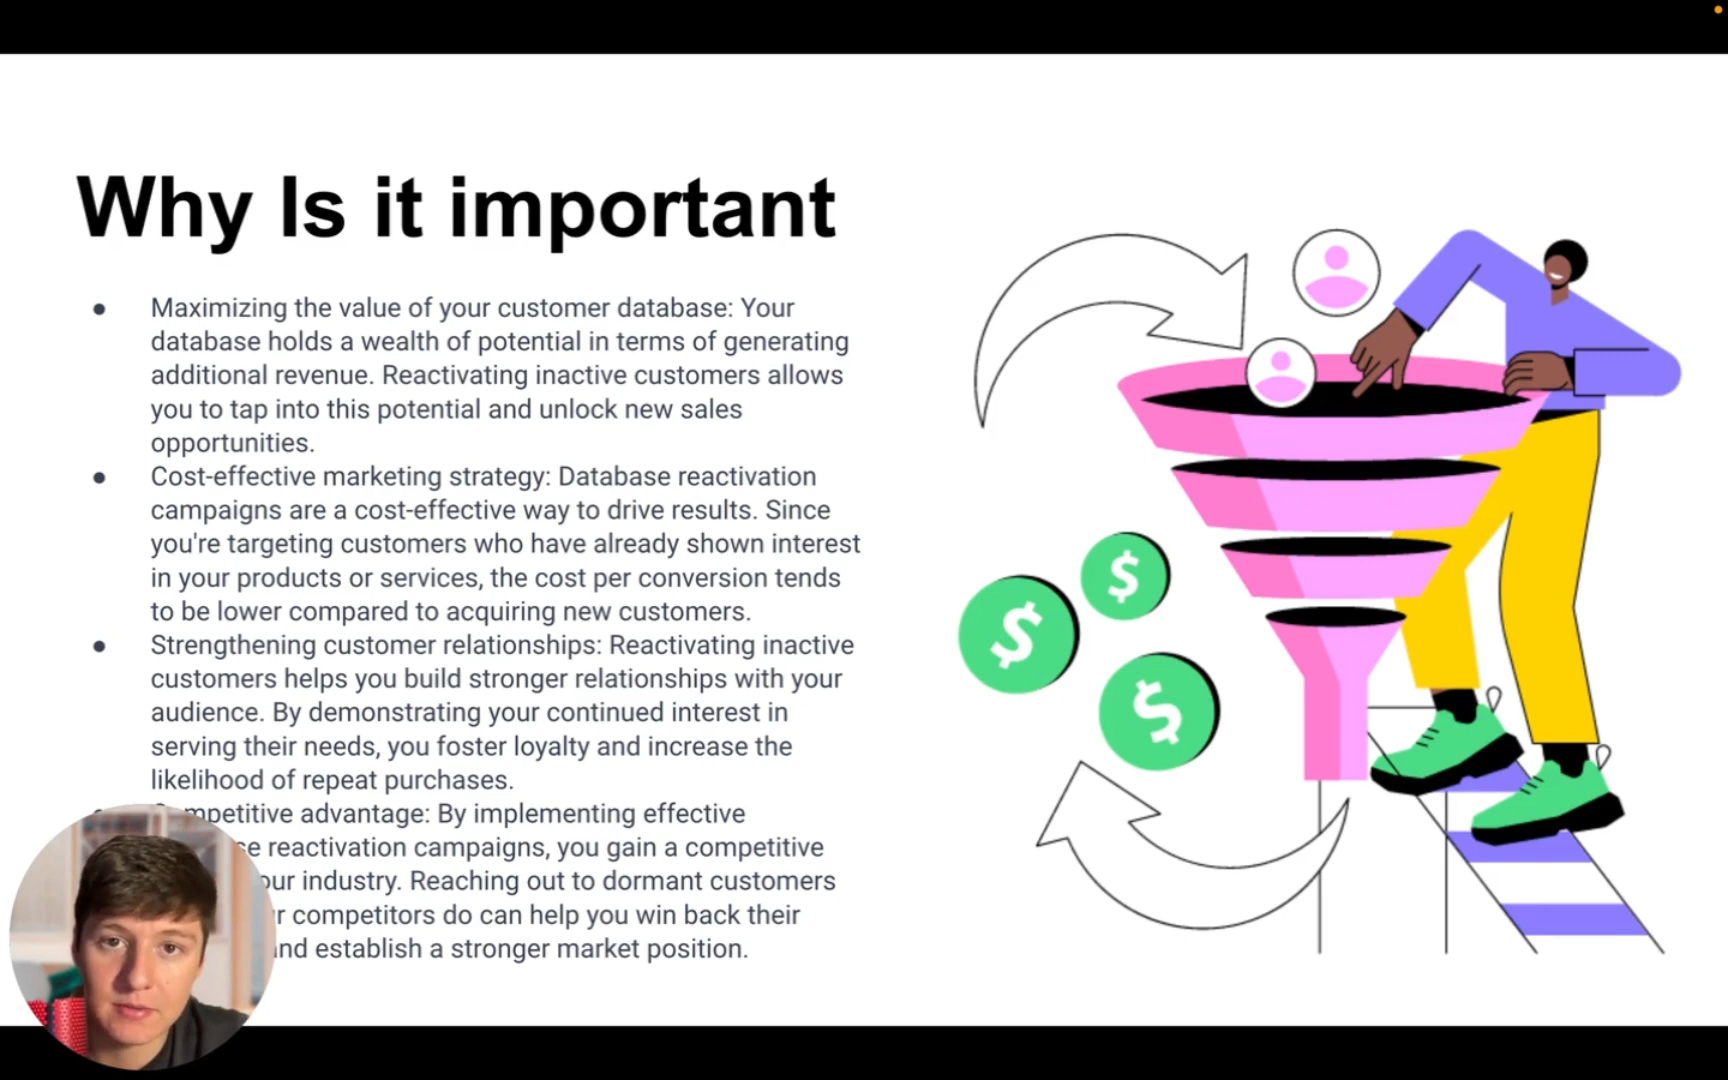 Why Is it important
● Maximizing the value of your customer database: Your
database holds a wealth of potential in terms of generating
additional revenue. Reactivating inactive customers allows
you to tap into this potential and unlock new sales
opportunities.
● Cost-effective marketing strategy: Database reactivation
campaigns are a cost-effective way to drive results. Since
you're targeting customers who have already shown interest
in your products or services, the cost per conversion tends
to be lower compared to acquiring new customers.
● Strengthening customer relationships: Reactivating inactive
customers helps you build stronger relationships with your
audience. By demonstrating your continued interest in
serving their needs, you foster loyalty and increase the
likelihood of repeat purchases.
Competitive advantage: By implementing effective
reactivation campaigns, you gain a competitive
industry. Reaching out to dormant customers
competitors do can help you win back their
and establish a stronger market position.
$
$
$